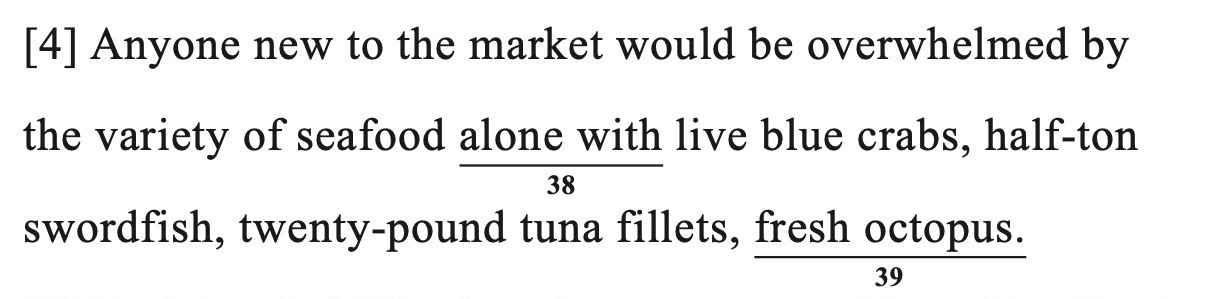 [4] Anyone new to the market would be overwhelmed by
the variety of seafood alone with live blue crabs, half-ton
38
swordfish, twenty-pound tuna fillets, fresh octopus.
39